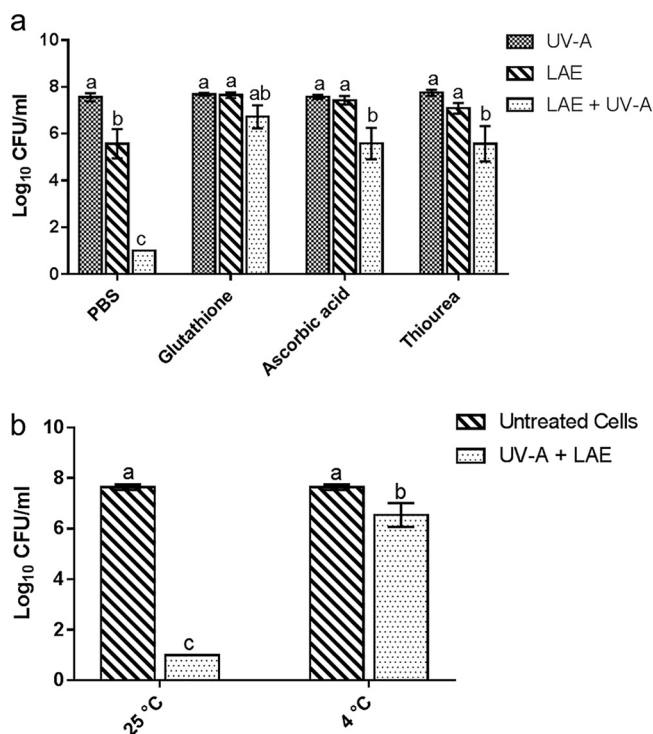 a
10
8
6
4
2
0
Log10 CFU/ml
a
b
c
a
a
ab
a
a
b
a
a
b
PBS
Glutathione
Ascorbic acid
Thiourea
UV-A
LAE
LAE + UV-A
b
10
8
6
4
2
0
Log10 CFU/ml
a
c
a
b
25 °C
4 °C
Untreated Cells
UV-A + LAE